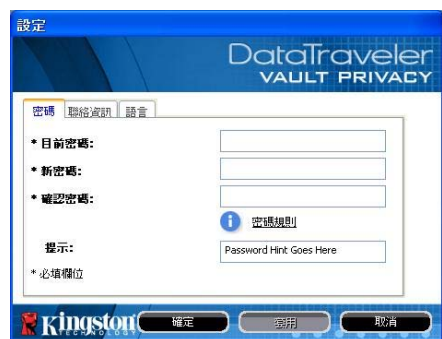 設定
DataTraveler
VAULT PRIVACY
密碼 聯絡資訊 語言
* 目前密碼:
* 新密碼:
* 確認密碼:
密碼規則
提示: Password Hint Goes Here
* 必填欄位
Kingston 確定 套用 取消
TECHNOLOGY